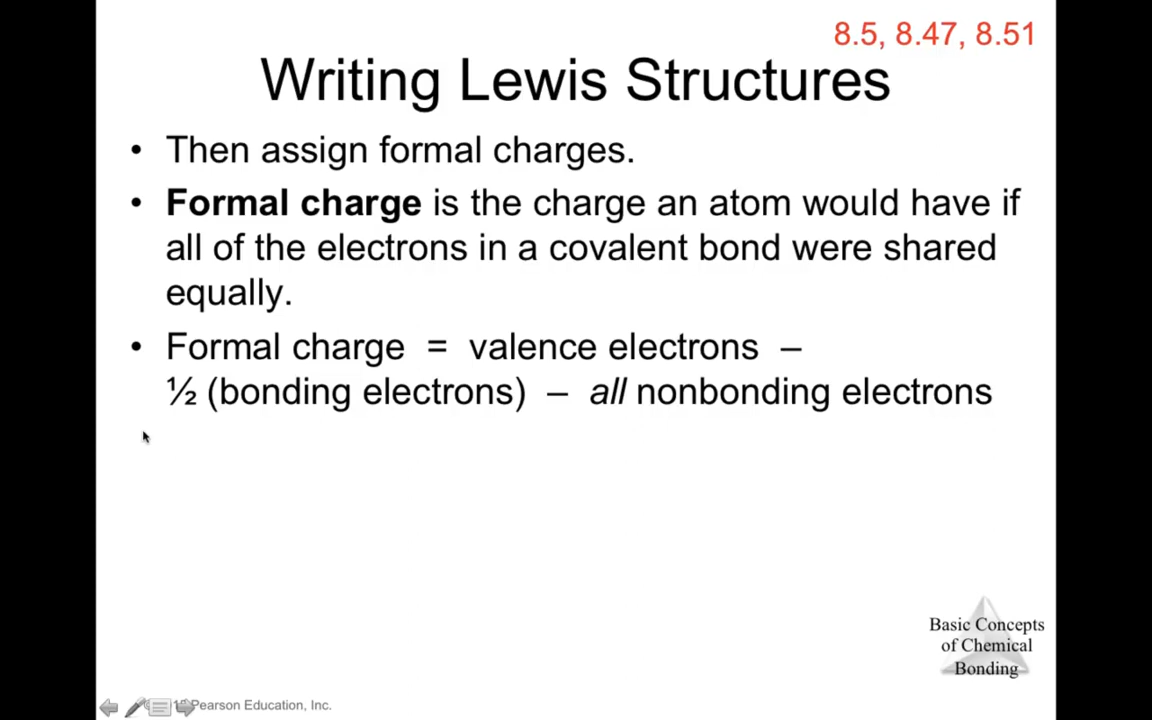 8.5, 8.47, 8.51
Writing Lewis Structures
• Then assign formal charges.
• Formal charge is the charge an atom would have if
all of the electrons in a covalent bond were shared
equally.
• Formal charge = valence electrons –
½ (bonding electrons) – all nonbonding electrons
Basic Concepts
of Chemical
Bonding
Pearson Education, Inc.